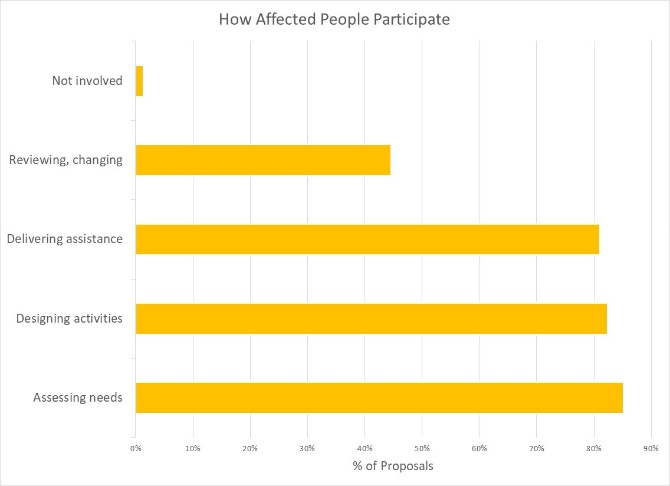 How Affected People Participate
Not involved
Reviewing, changing
Delivering assistance
Designing activities
Assessing needs
0% 10% 20% 30% 40% 50% 60% 70% 80% 90%
% of Proposals